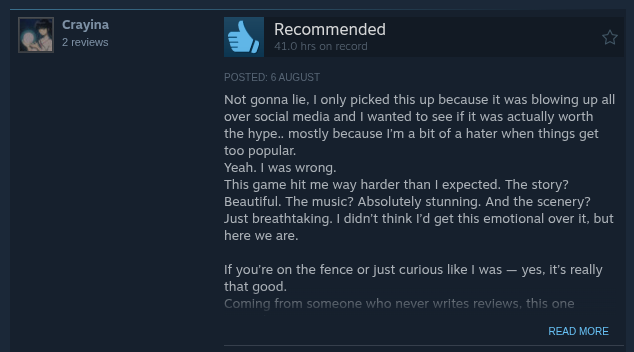 Crayina
2 reviews
Recommended
41.0 hrs on record
POSTED: 6 AUGUST
Not gonna lie, I only picked this up because it was blowing up all
over social media and I wanted to see if it was actually worth
the hype.. mostly because I'm a bit of a hater when things get
too popular.
Yeah. I was wrong.
This game hit me way harder than I expected. The story?
Beautiful. The music? Absolutely stunning. And the scenery?
Just breathtaking. I didn't think I'd get this emotional over it, but
here we are.
If you're on the fence or just curious like I was — yes, it's really
that good.
Coming from someone who never writes reviews, this one
READ MORE